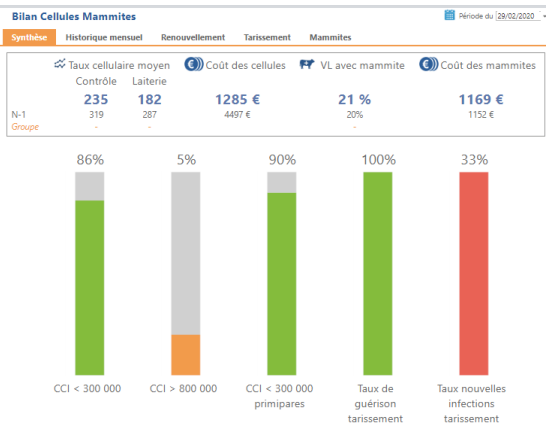 Bilan Cellules Mammites
Période du 29/02/2020
Synthèse Historique mensuel Renouvellement Tarissement Mammites
Taux cellulaire moyen Coût des cellules VL avec mammite Coût des mammites
Contrôle Laiterie
235 182 1285 € 21 % 1169 €
N-1 319 287 4497 € 20% 1152 €
Groupe - - -
86% 5% 90% 100% 33%
CCI < 300 000 CCI > 800 000 CCI < 300 000 Taux de Taux nouvelles
primipares guérison infections
tarissement tarissement